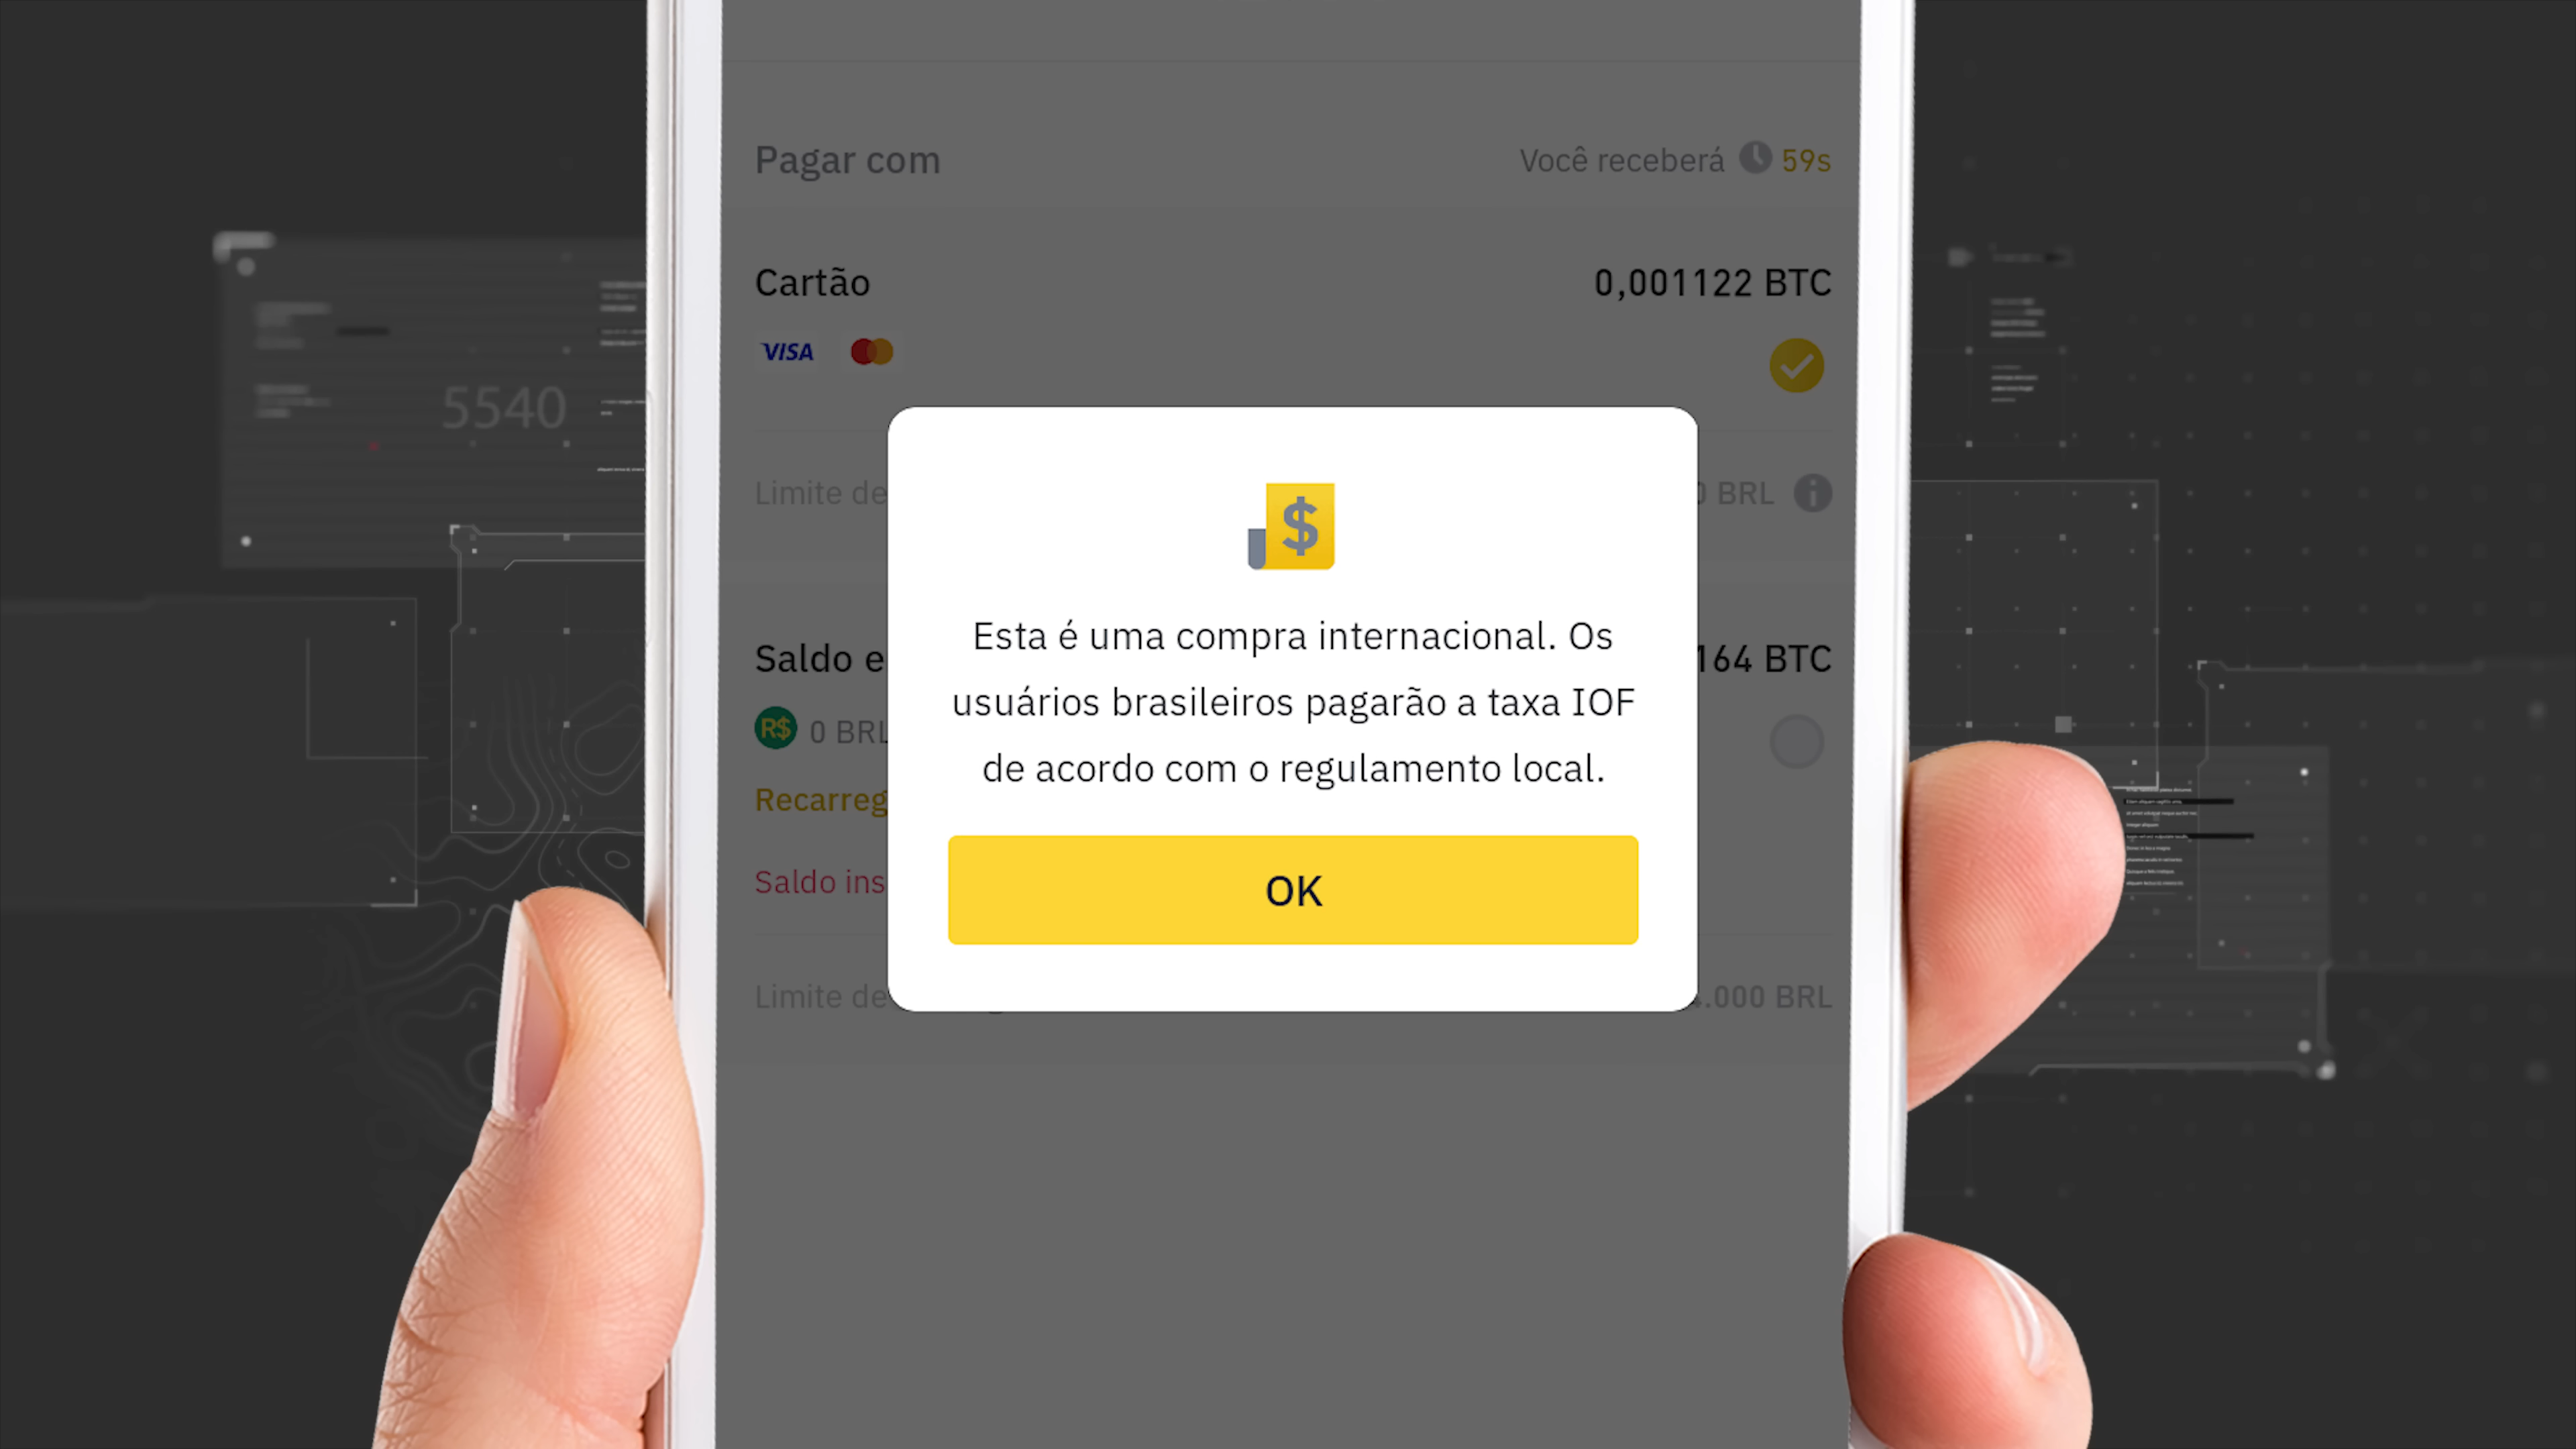 Pagar com
Você receberá 59s
Cartão
0,001122 BTC
VISA
5540
Limite de
BRL
Esta é uma compra internacional. Os
usuários brasileiros pagarão a taxa IOF
de acordo com o regulamento local.
Saldo e
164 BTC
R$ 0 BRL
Recarreg
Saldo ins
OK
Limite de
.000 BRL